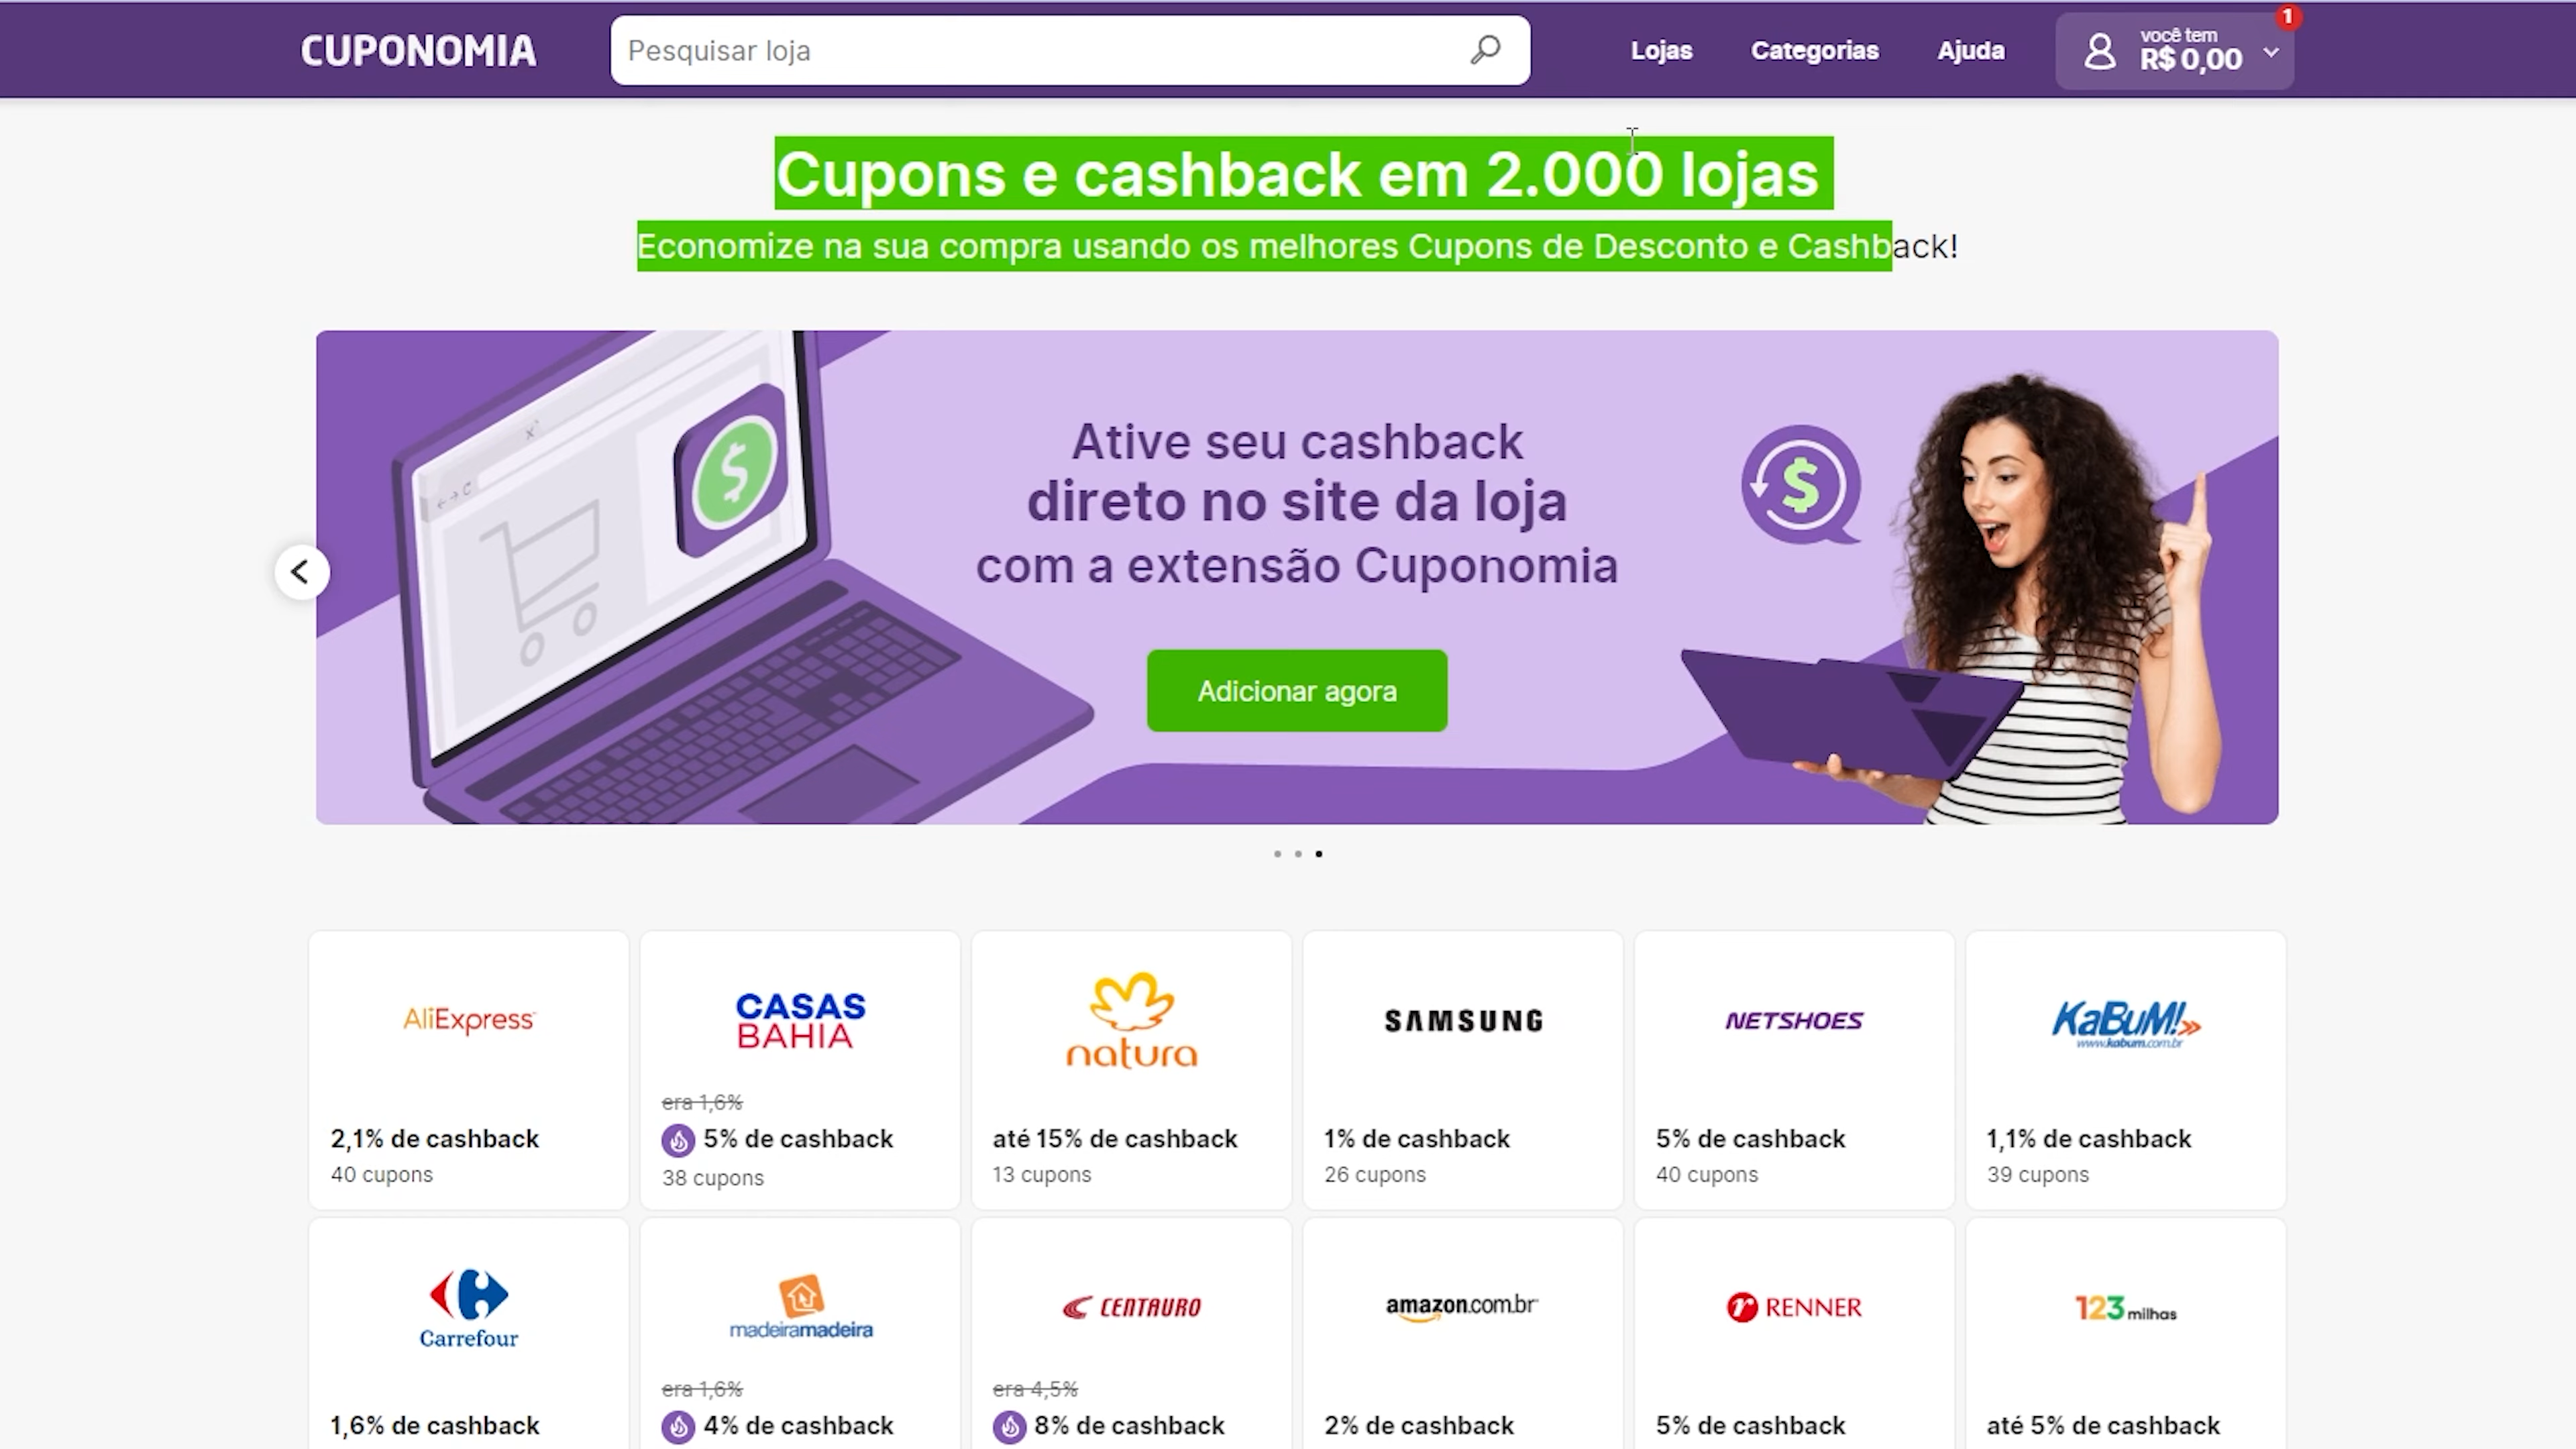 CUPONOMIA
Pesquisar loja
Lojas
Categorias
Ajuda
você tem
R$ 0,00
1
Cupons e cashback em 2.000 lojas
Economize na sua compra usando os melhores Cupons de Desconto e Cashback!
Ative seu cashback
direto no site da loja
com a extensão Cuponomia
Adicionar agora
AliExpress
2,1% de cashback
40 cupons
CASAS
BAHIA
era 1,6%
5% de cashback
38 cupons
natura
até 15% de cashback
13 cupons
SAMSUNG
1% de cashback
26 cupons
NETSHOES
5% de cashback
40 cupons
KaBuM!
www.kabum.com.br
1,1% de cashback
39 cupons
Carrefour
1,6% de cashback
madeiramadeira
era 1,6%
4% de cashback
CENTAURO
era 4,5%
8% de cashback
amazon.com.br
2% de cashback
RENNER
5% de cashback
123 milhas
até 5% de cashback